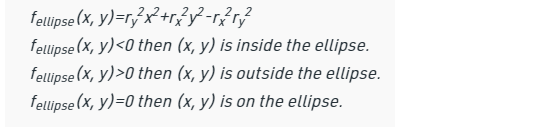 fellipse(x, y)=ry²x²+rx²y²-rx²ry²
fellipse(x, y)<0 then (x, y) is inside the ellipse.
fellipse(x, y)>0 then (x, y) is outside the ellipse.
fellipse(x, y)=0 then (x, y) is on the ellipse.